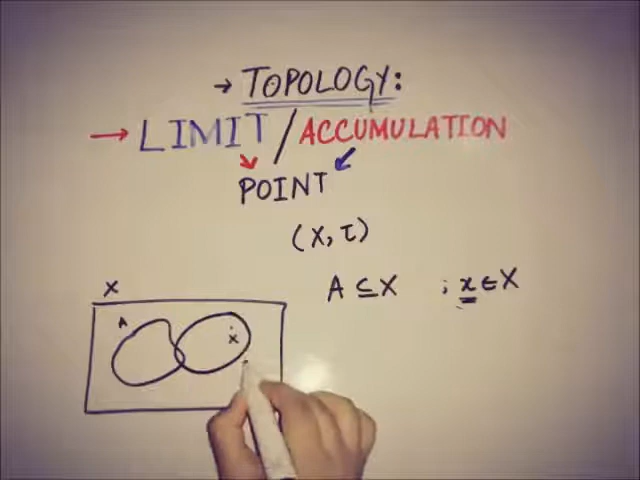 → TOPOLOGY:
→ LIMIT / ACCUMULATION
POINT
(X, τ)
A ⊆ X ; x ∈ X
X
A
x